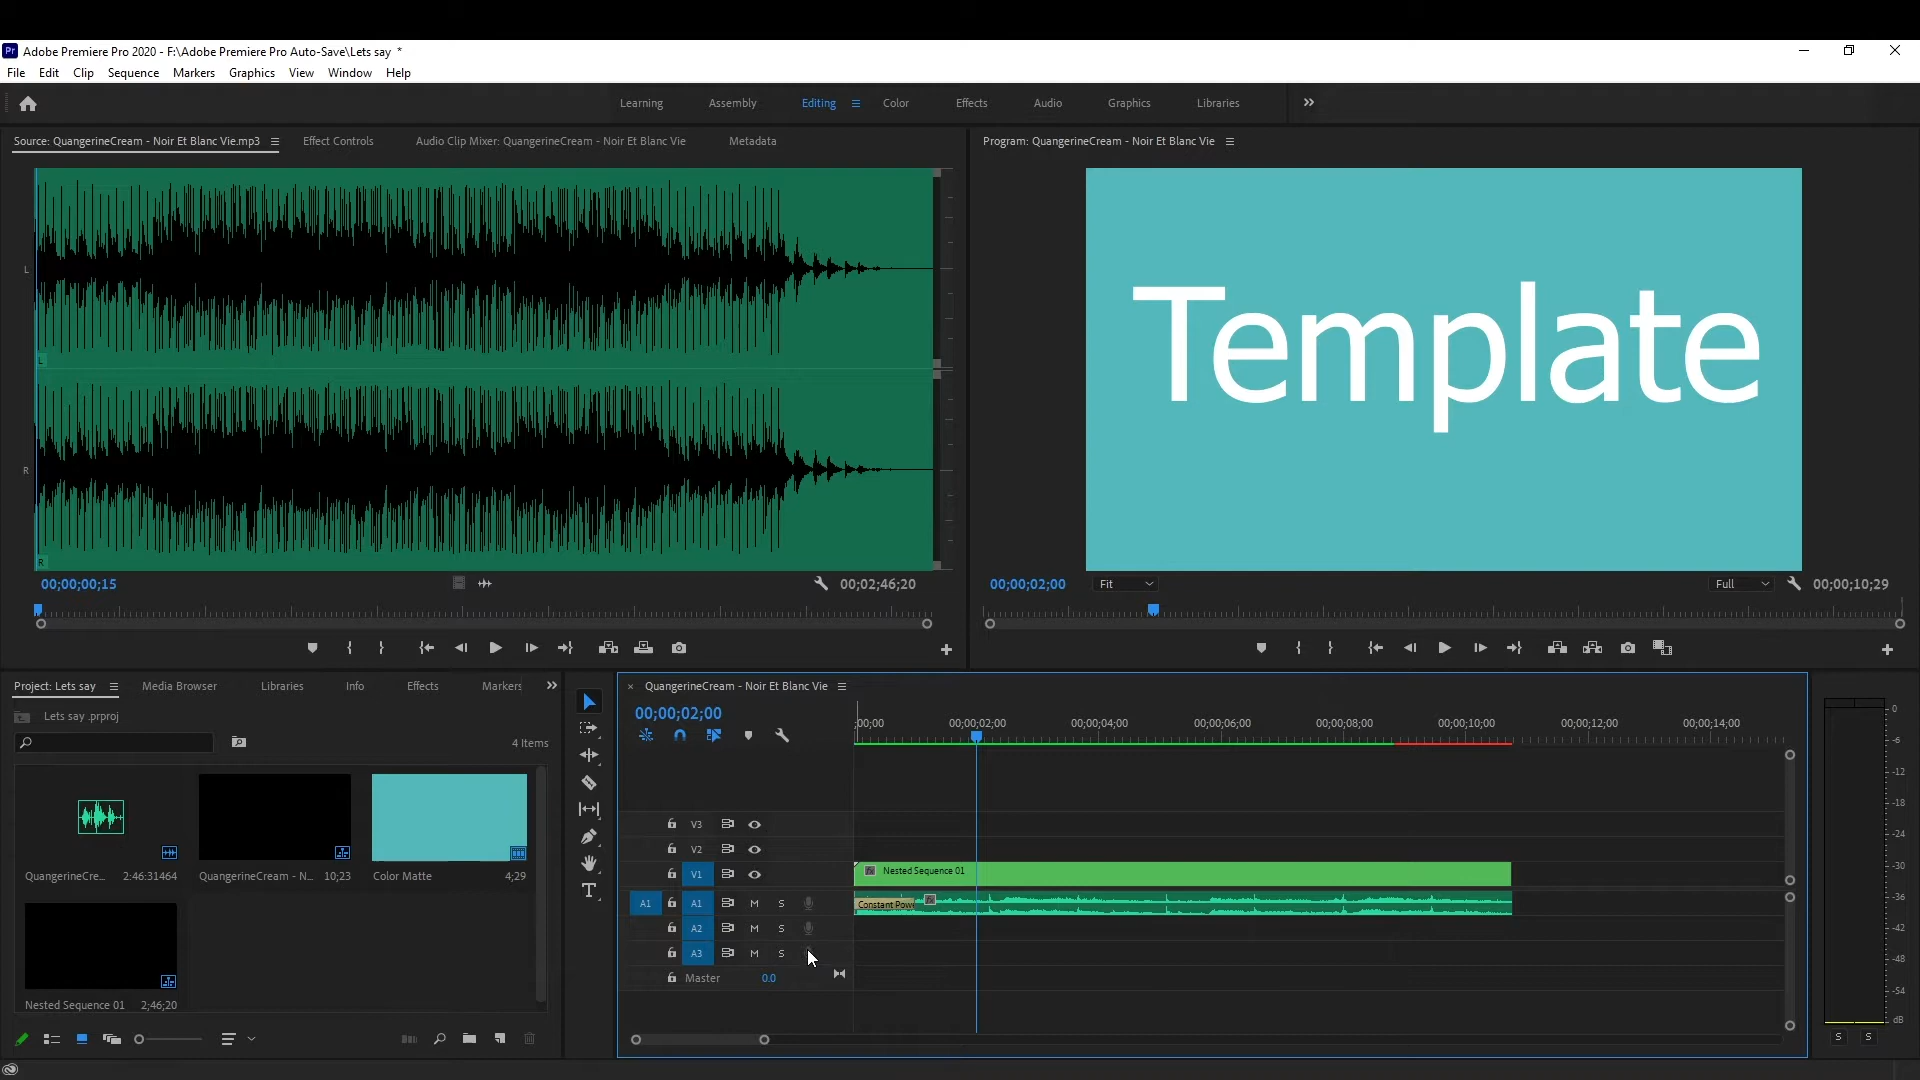 Adobe Premiere Pro 2020 - F:\Adobe Premiere Pro Auto-Save\Lets say *
File Edit Clip Sequence Markers Graphics View Window Help
Learning Assembly Editing Color Effects Audio Graphics Libraries
Source: QuangerineCream - Noir Et Blanc Vie.mp3 Effect Controls Audio Clip Mixer: QuangerineCream - Noir Et Blanc Vie Metadata
Program: QuangerineCream - Noir Et Blanc Vie
L
R
L
R
Template
00;00;00;15 00;02;46;20
00;00;02;00 Fit Full 00;00;10;29
Project: Lets say Media Browser Libraries Info Effects Markers
Lets say .prproj
4 Items
QuangerineCre... 2:46:31464
QuangerineCream - N... 10;23
Color Matte 4;29
Nested Sequence 01 2;46;20
QuangerineCream - Noir Et Blanc Vie
00;00;02;00
;00;00 00;00;02;00 00;00;04;00 00;00;06;00 00;00;08;00 00;00;10;00 00;00;12;00 00;00;14;00
V3
V2
V1 Nested Sequence 01
A1 A1 M S Constant Pow
A2 M S
A3 M S
Master 0.0
0
-6
-12
-18
-24
-30
-36
-42
-48
-54
dB
S S